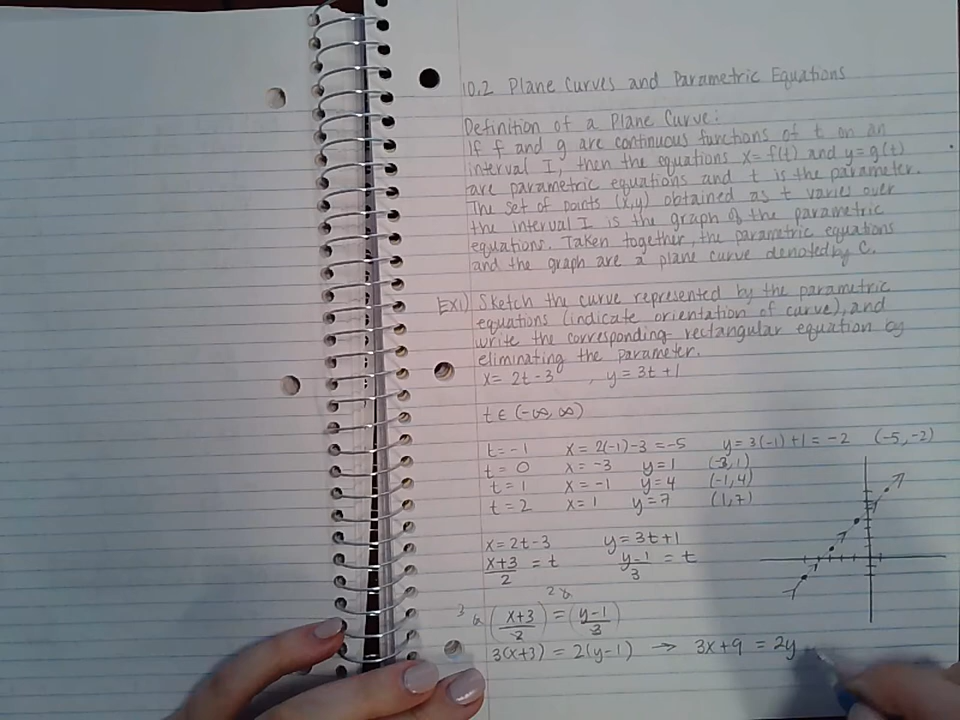 10.2 Plane Curves and Parametric Equations
Definition of a Plane Curve:
If f and g are continuous functions of t on an
interval I, then the equations x=f(t) and y=g(t)
are parametric equations and t is the parameter.
The set of points (x,y) obtained as t varies over
the interval I is the graph of the parametric
equations. Taken together, the parametric equations
and the graph are a plane curve denoted by C.
EX1) Sketch the curve represented by the parametric
equations (indicate orientation of curve), and
write the corresponding rectangular equation by
eliminating the parameter.
x= 2t-3 , y=3t+1
t∈ (-∞,∞)
t=-1 x=2(-1)-3=-5 y=3(-1)+1=-2 (-5,-2)
t=0 x=-3 y=1 (-3,1)
t=1 x=-1 y=4 (-1,4)
t=2 x=1 y=7 (1,7)
x=2t-3 y=3t+1
x+3/2 = t y-1/3 = t
3 (x+3/2) = 2 (y-1/3)
3(x+3) = 2(y-1) → 3x+9 = 2y